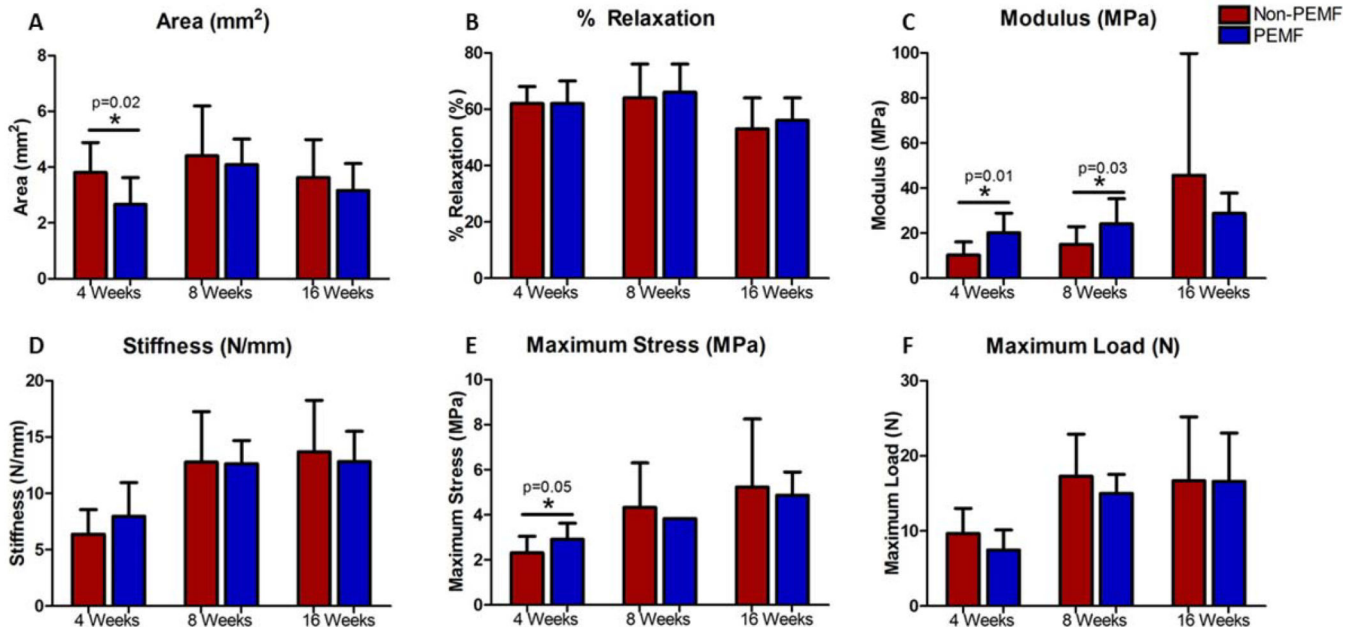 A
Area (mm²)
Area (mm²)
8
6
4
2
0
p=0.02
*
4 Weeks
8 Weeks
16 Weeks
B
% Relaxation
% Relaxation (%)
80
60
40
20
0
4 Weeks
8 Weeks
16 Weeks
C
Modulus (MPa)
Modulus (MPa)
100
80
60
40
20
0
p=0.01
*
p=0.03
*
4 Weeks
8 Weeks
16 Weeks
Non-PEMF
PEMF
D
Stiffness (N/mm)
Stiffness (N/mm)
20
15
10
5
0
4 Weeks
8 Weeks
16 Weeks
E
Maximum Stress (MPa)
Maximum Stress (MPa)
10
8
6
4
2
0
p=0.05
*
4 Weeks
8 Weeks
16 Weeks
F
Maximum Load (N)
Maximum Load (N)
30
20
10
0
4 Weeks
8 Weeks
16 Weeks